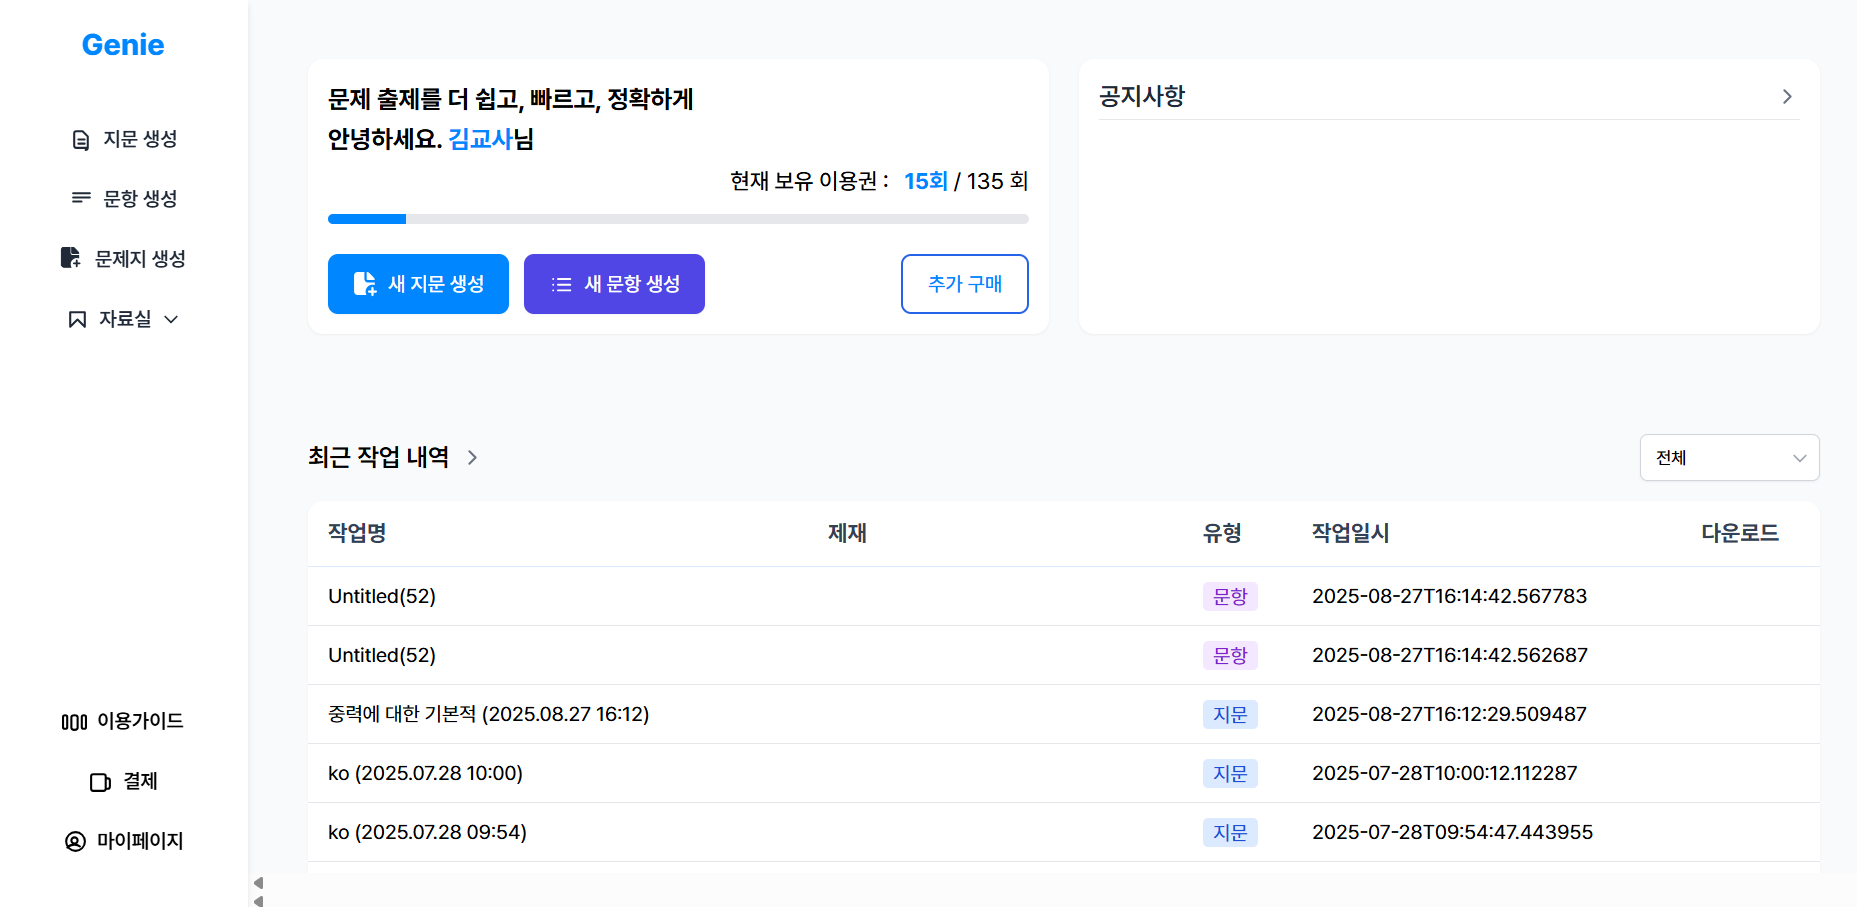 Genie
지문 생성
문항 생성
문제지 생성
자료실
이용가이드
결제
마이페이지
문제 출제를 더 쉽고, 빠르고, 정확하게
안녕하세요. 김교사님
현재 보유 이용권 : 15회 / 135 회
새 지문 생성 새 문항 생성 추가 구매
공지사항
최근 작업 내역 전체
작업명 제재 유형 작업일시 다운로드
Untitled(52) 문항 2025-08-27T16:14:42.567783
Untitled(52) 문항 2025-08-27T16:14:42.562687
중력에 대한 기본적 (2025.08.27 16:12) 지문 2025-08-27T16:12:29.509487
ko (2025.07.28 10:00) 지문 2025-07-28T10:00:12.112287
ko (2025.07.28 09:54) 지문 2025-07-28T09:54:47.443955